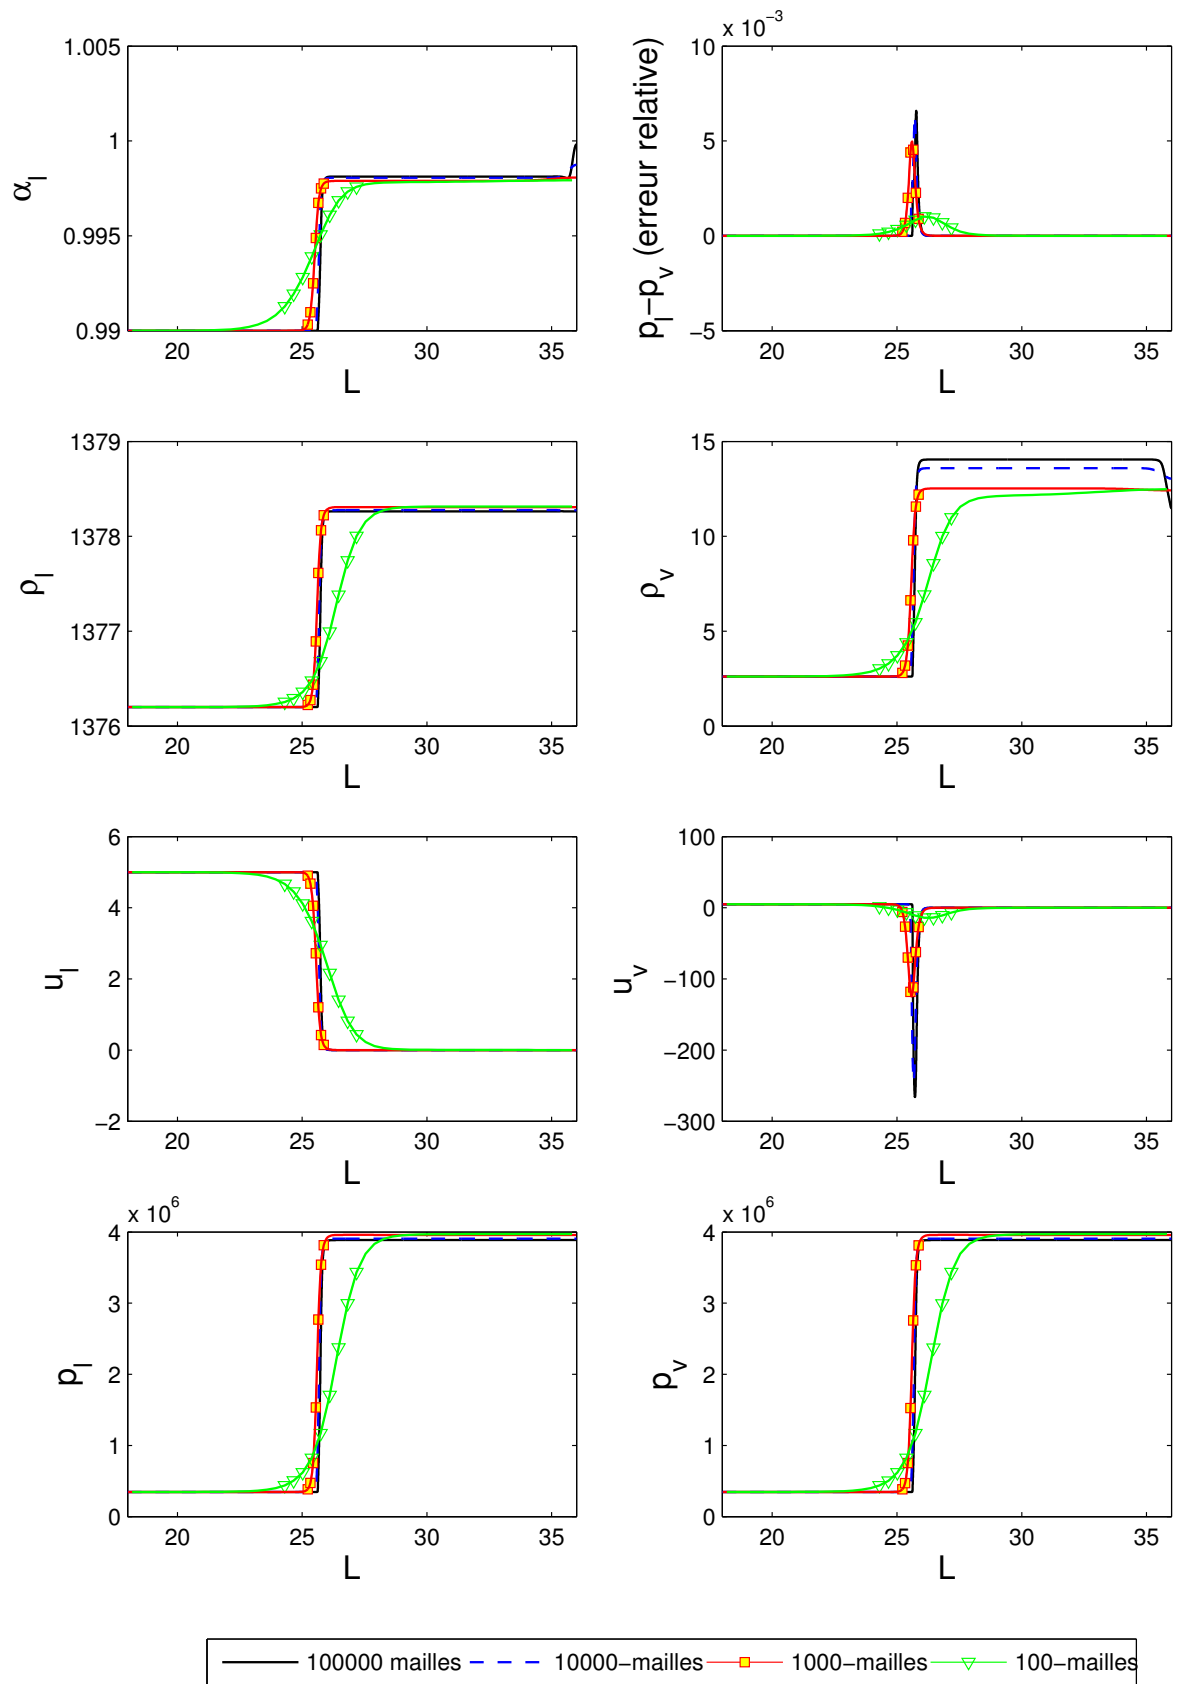 1.005
1
0.995
0.99
α_l
20 25 30 35
L
x 10⁻³
10
5
0
−5
p_l−p_v (erreur relative)
20 25 30 35
L
1379
1378
1377
1376
ρ_l
20 25 30 35
L
15
10
5
0
ρ_v
20 25 30 35
L
6
4
2
0
−2
u_l
20 25 30 35
L
100
0
−100
−200
−300
u_v
20 25 30 35
L
x 10⁶
4
3
2
1
0
p_l
20 25 30 35
L
x 10⁶
4
3
2
1
0
p_v
20 25 30 35
L
100000 mailles 10000−mailles 1000−mailles 100−mailles